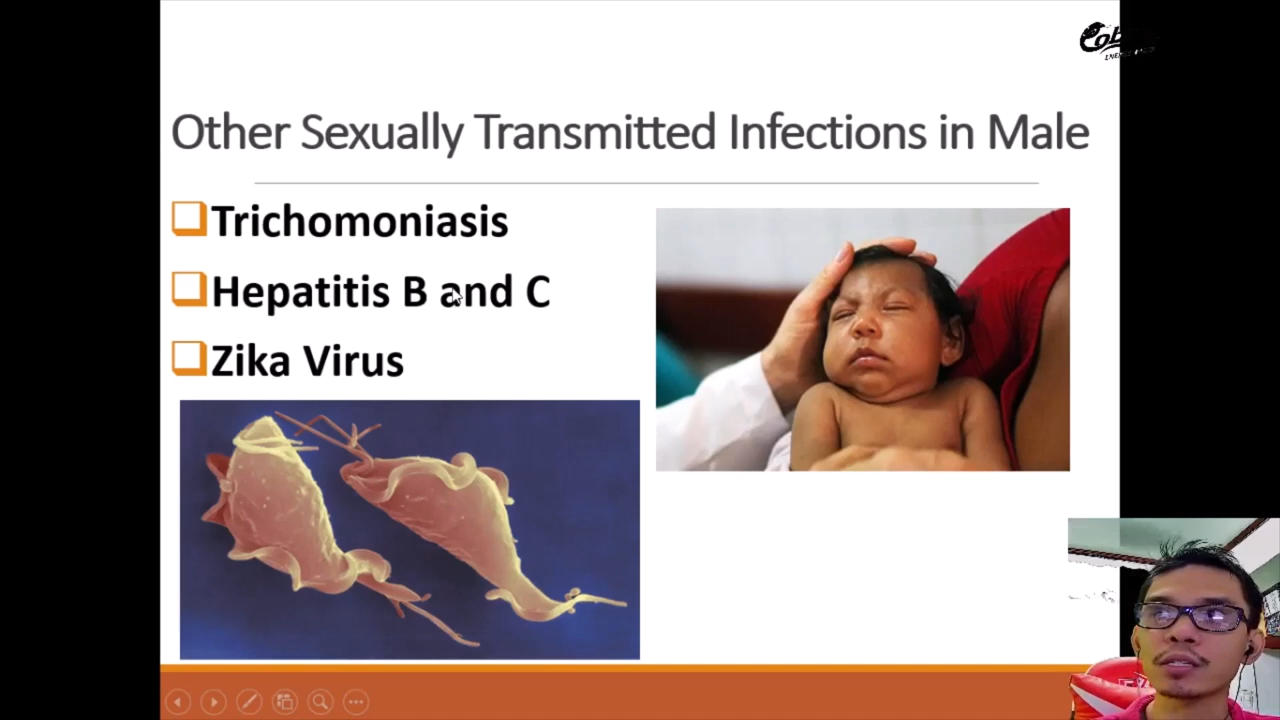 Other Sexually Transmitted Infections in Male
Trichomoniasis
Hepatitis B and C
Zika Virus